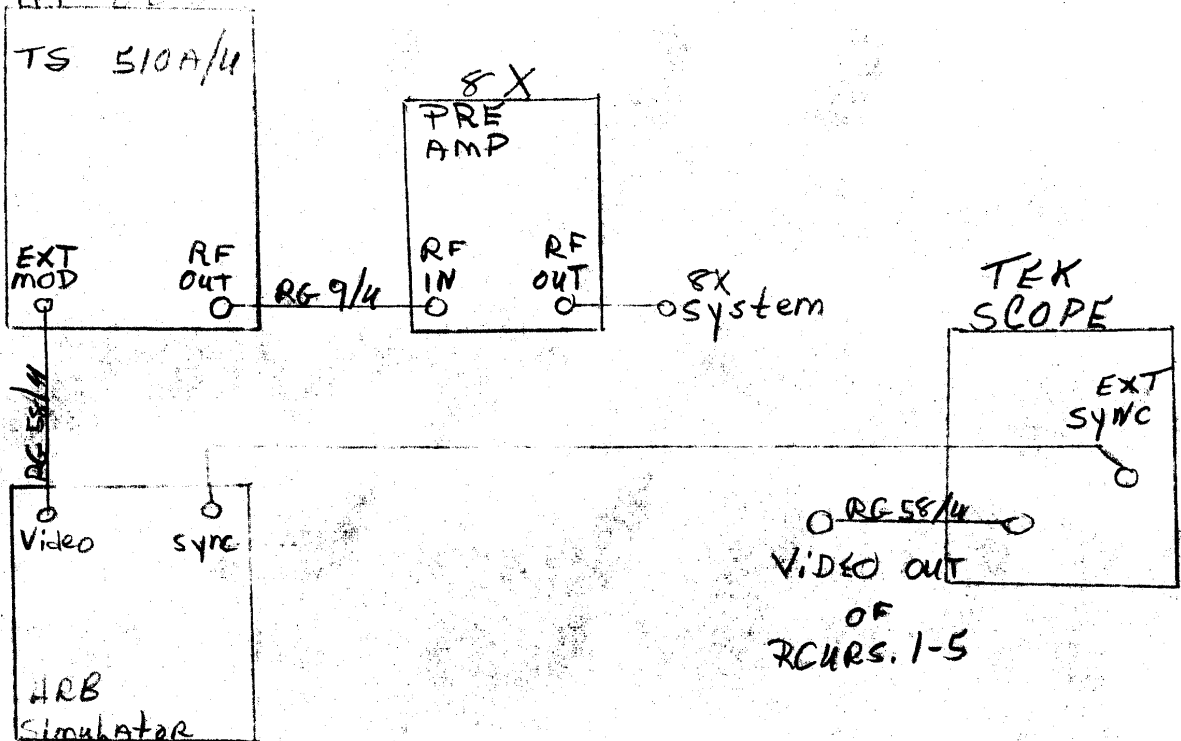 TS 510A/U
8X
PRE
AMP
EXT
MOD
RF
OUT
RG 9/U
RF
IN
RF
OUT
8X
System
TEK
SCOPE
EXT
SYNC
RG 58/U
Video
sync
RG 58/U
VIDEO OUT
OF
RCVRS. 1-5
HRB
SimulAtoR